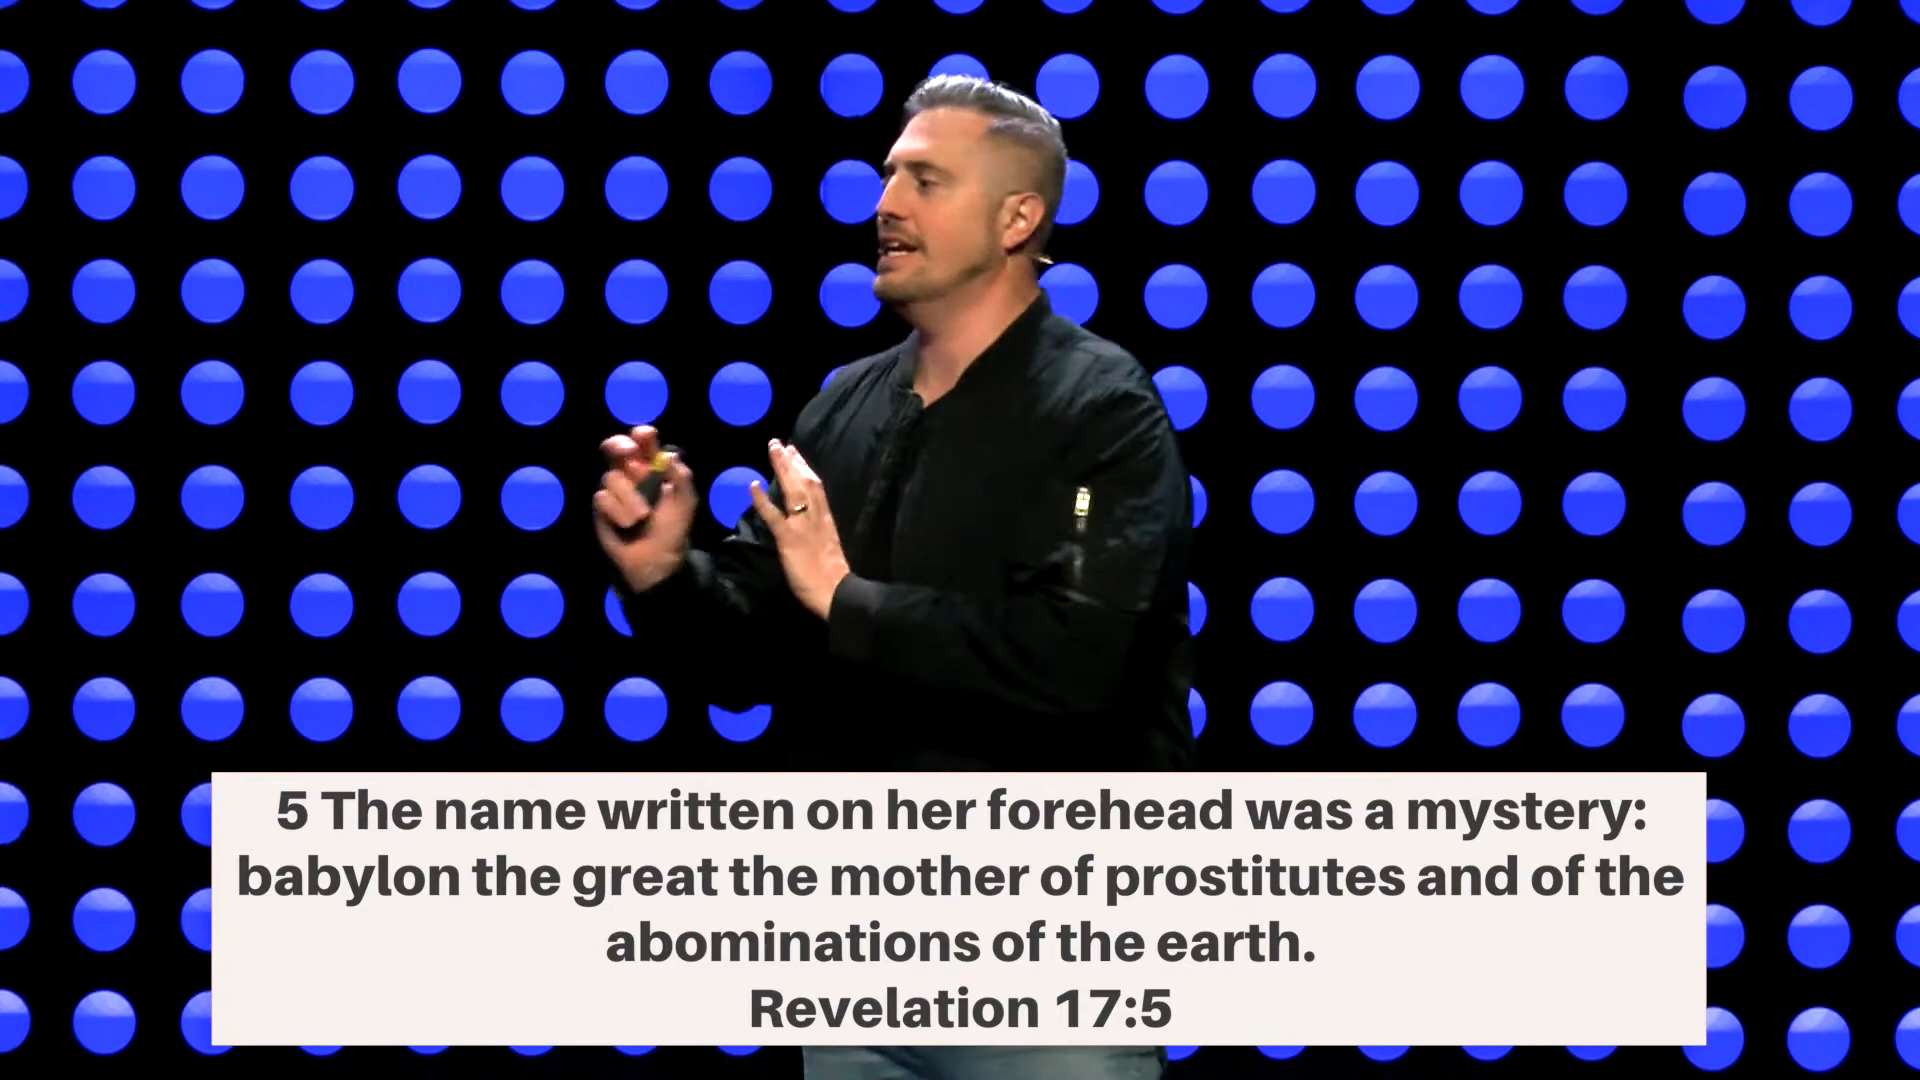 5 The name written on her forehead was a mystery:
babylon the great the mother of prostitutes and of the
abominations of the earth.
Revelation 17:5